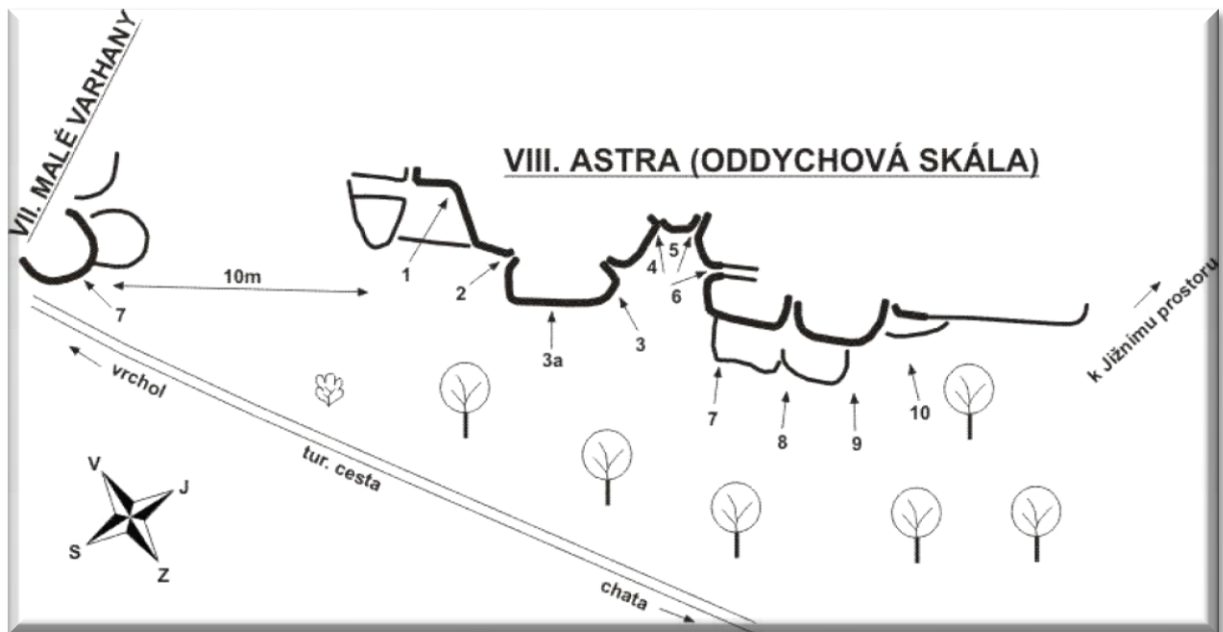 VII. MALÉ VARHANY
VIII. ASTRA (ODDYCHOVÁ SKÁLA)
1
2
3a
3
4
5
6
7
8
9
10
7
10m
k Jižnímu prostoru
vrchol
tur. cesta
chata
V
J
S
Z